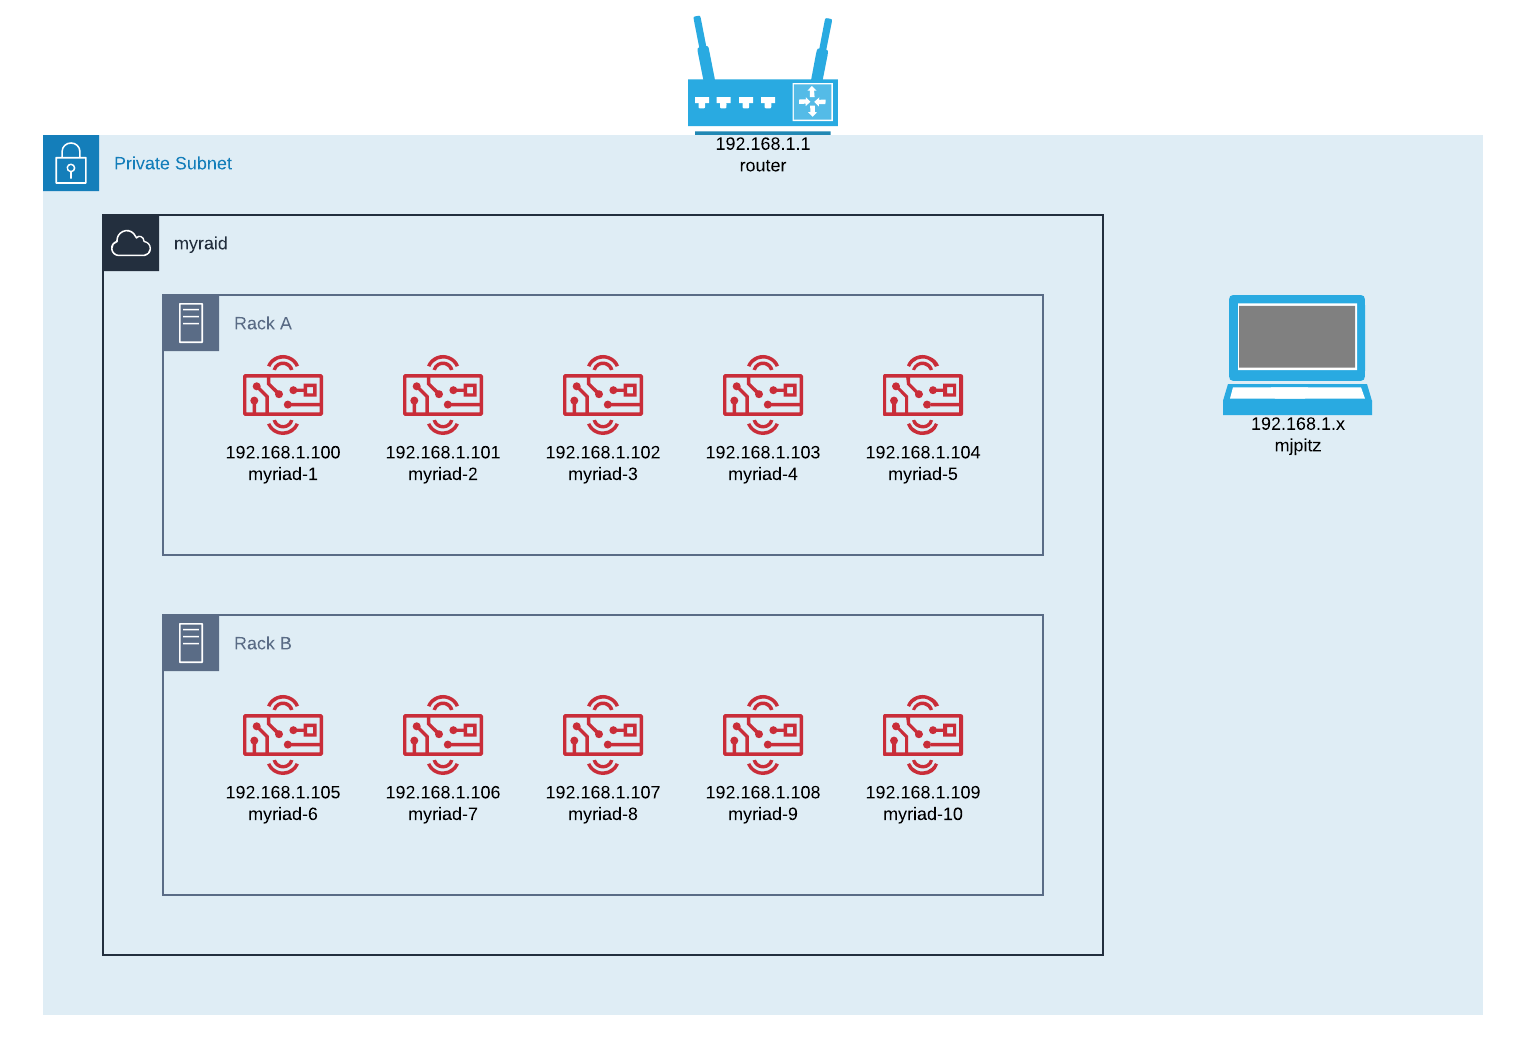 192.168.1.1
router
Private Subnet
myraid
Rack A
192.168.1.100
myriad-1
192.168.1.101
myriad-2
192.168.1.102
myriad-3
192.168.1.103
myriad-4
192.168.1.104
myriad-5
192.168.1.x
mjpitz
Rack B
192.168.1.105
myriad-6
192.168.1.106
myriad-7
192.168.1.107
myriad-8
192.168.1.108
myriad-9
192.168.1.109
myriad-10